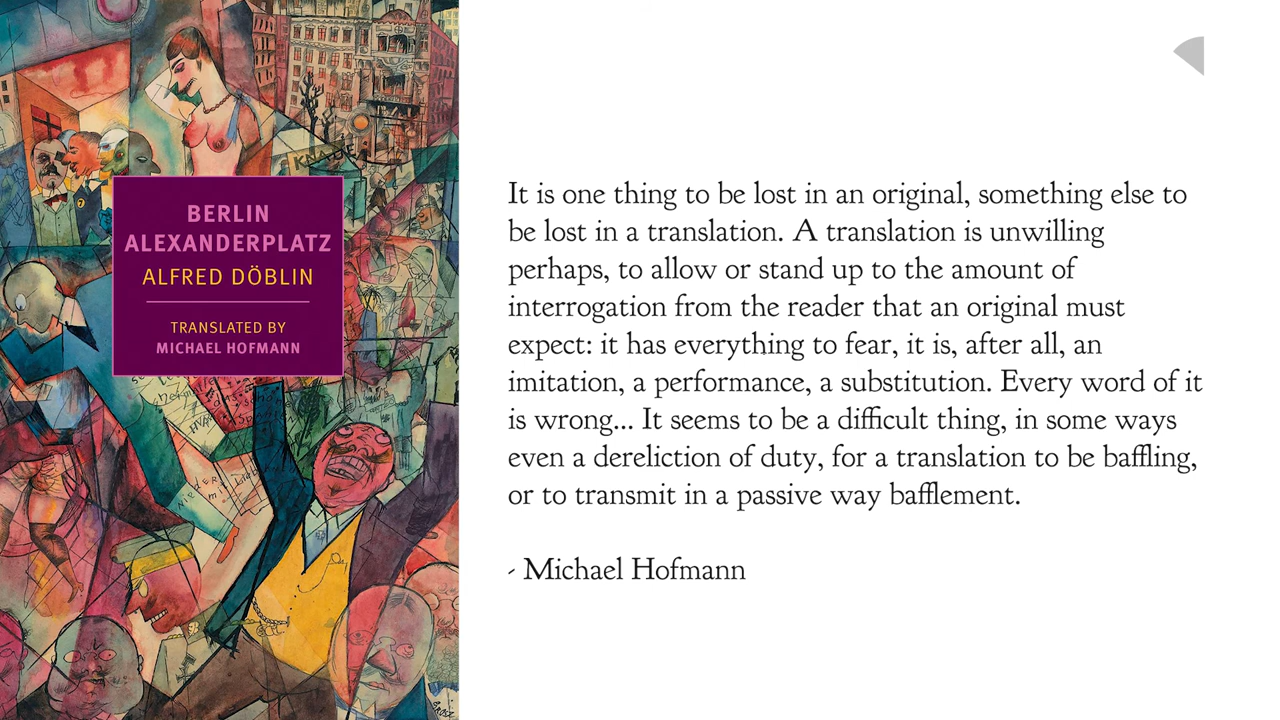 BERLIN
ALEXANDERPLATZ
ALFRED DÖBLIN
TRANSLATED BY
MICHAEL HOFMANN
It is one thing to be lost in an original, something else to
be lost in a translation. A translation is unwilling
perhaps, to allow or stand up to the amount of
interrogation from the reader that an original must
expect: it has everything to fear, it is, after all, an
imitation, a performance, a substitution. Every word of it
is wrong... It seems to be a difficult thing, in some ways
even a dereliction of duty, for a translation to be baffling,
or to transmit in a passive way bafflement.
- Michael Hofmann